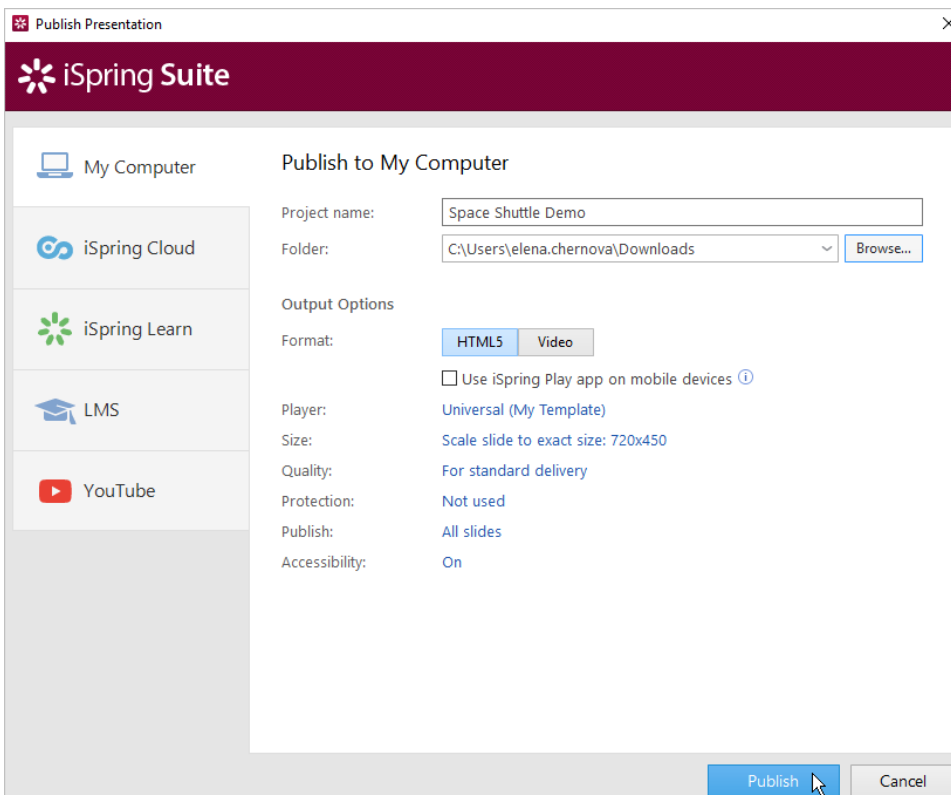 Publish Presentation
iSpring Suite
My Computer
iSpring Cloud
iSpring Learn
LMS
YouTube
Publish to My Computer
Project name: Space Shuttle Demo
Folder: C:\Users\elena.chernova\Downloads Browse...
Output Options
Format: HTML5 Video
Use iSpring Play app on mobile devices
Player: Universal (My Template)
Size: Scale slide to exact size: 720x450
Quality: For standard delivery
Protection: Not used
Publish: All slides
Accessibility: On
Publish Cancel